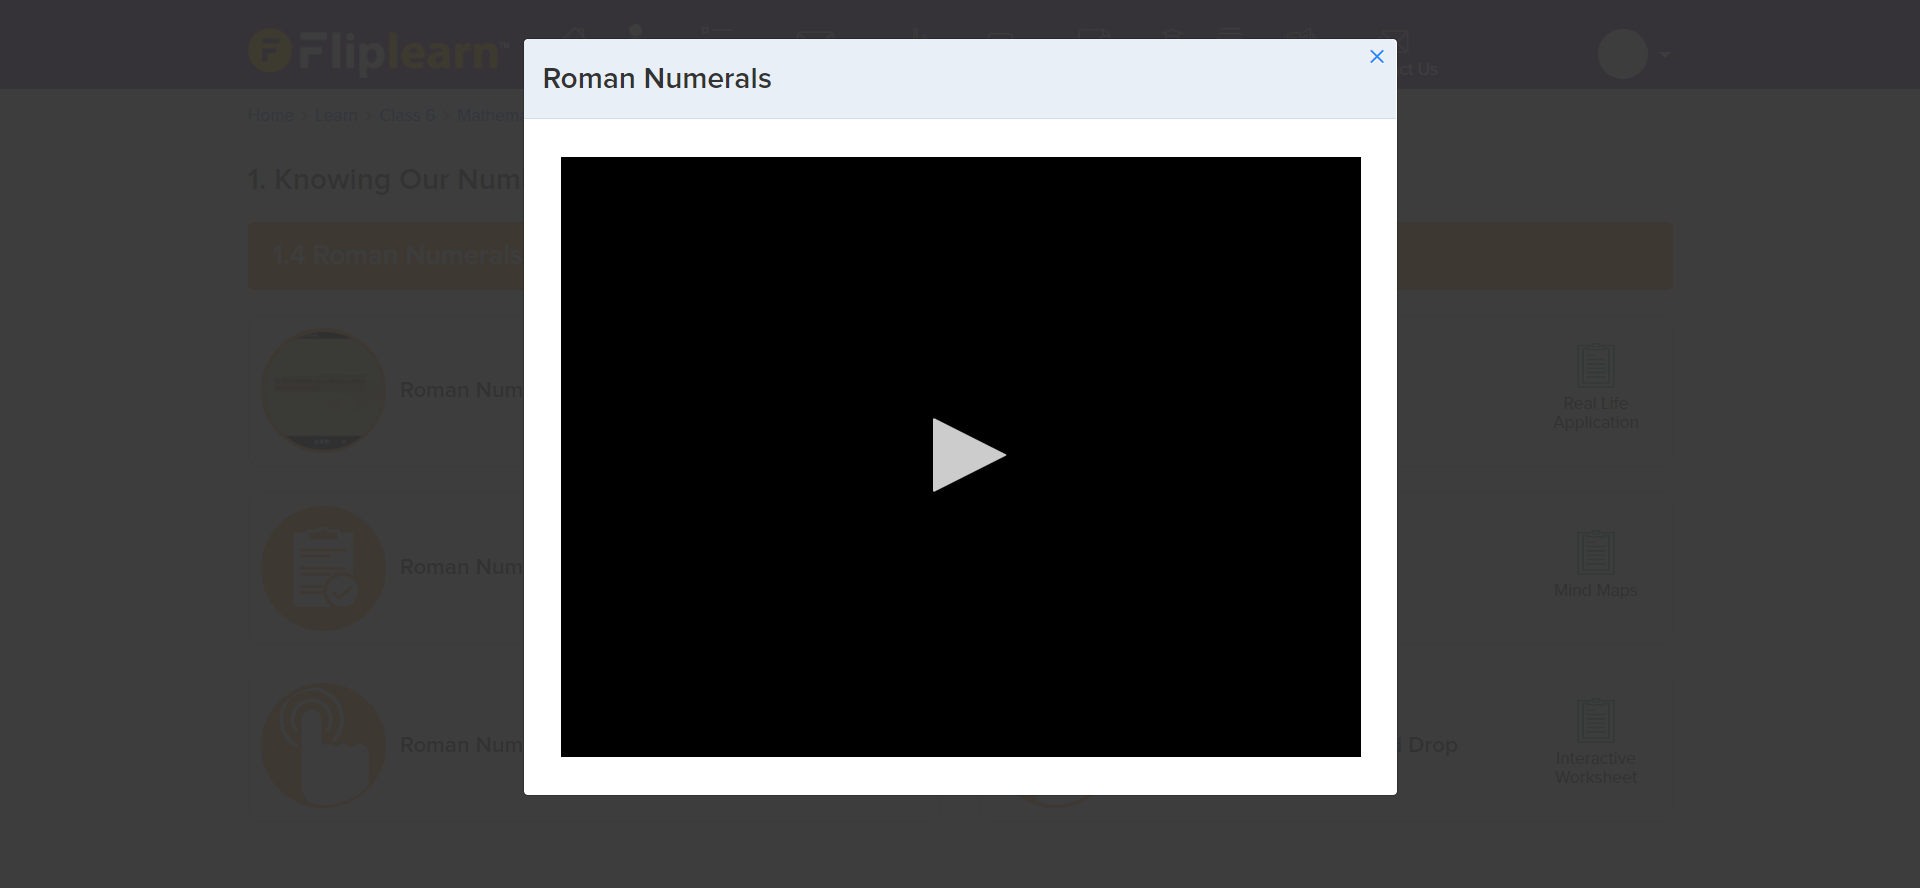 Fliplearn™
ct Us
Roman Numerals
Home > Learn > Class 6 > Mathem
1. Knowing Our Num
1.4 Roman Numerals
Roman Num
Real Life
Application
Roman Num
Mind Maps
Roman Num
Drop
Interactive
Worksheet